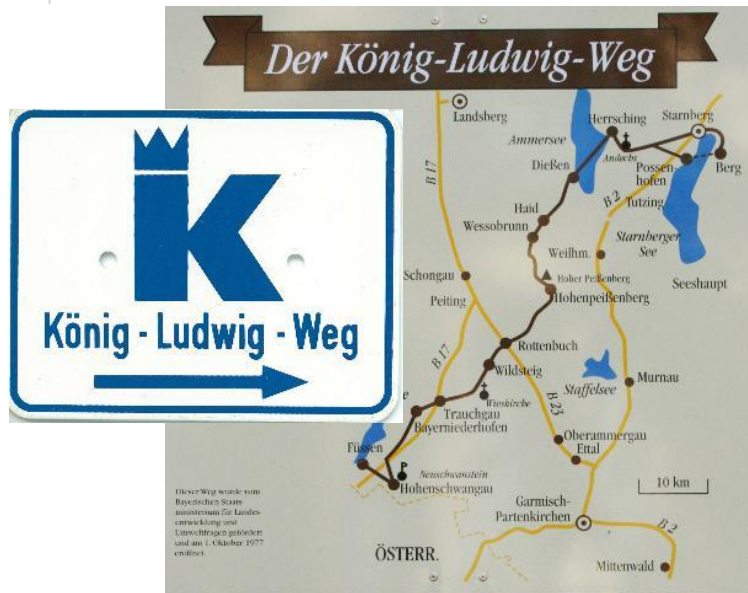 Der König-Ludwig-Weg
Landsberg
Herrsching
Starnberg
Ammersee
Andechs
Possen-
hofen
Berg
Dießen
B 17
B 2
Tutzing
Haid
Wessobrunn
Starnberger
See
Weilhm.
Seeshaupt
Schongau
Hoher Peißenberg
Hohenpeißenberg
Peiting
König - Ludwig - Weg
Rottenbuch
B 17
Wildsteig
Staffelsee
Murnau
e
Wieskirche
B 23
Trauchgau
Bayerniederhofen
Oberammergau
Ettal
Füssen
Neuschwanstein
Hohenschwangau
10 km
Dieser Weg wurde vom
Bayerischen Staats-
ministerium für Landes-
entwicklung und
Umweltfragen gefördert
und am 1. Oktober 1977
eröffnet.
Garmisch-
Partenkirchen
B 2
ÖSTERR.
Mittenwald